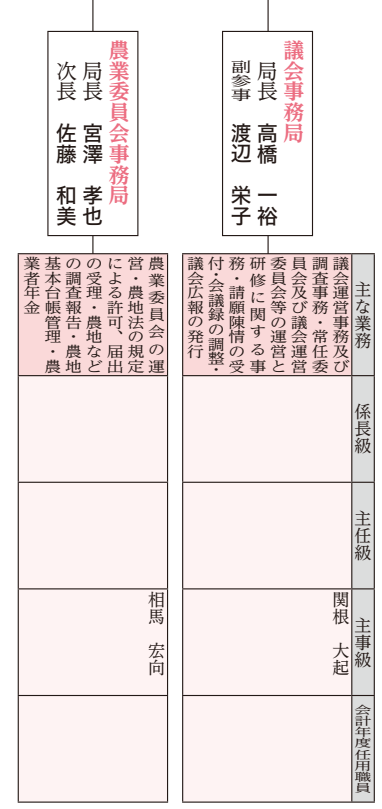 議会事務局
局長　高橋　一裕
副参事　渡辺　栄子
農業委員会事務局
局長　宮澤　孝也
次長　佐藤　和美
主な業務
係長級
主任級
主事級
会計年度任用職員
議会運営事務及び
調査事務・常任委
員会及び議会運営
委員会等の運営と
研修に関する事
務・請願陳情の受
付・会議録の調整・
議会広報の発行
関根　大起
農業委員会の運
営・農地法の規定
による許可、届出
の受理・農地など
の調査報告・農地
基本台帳管理・農
業者年金
相馬　宏向